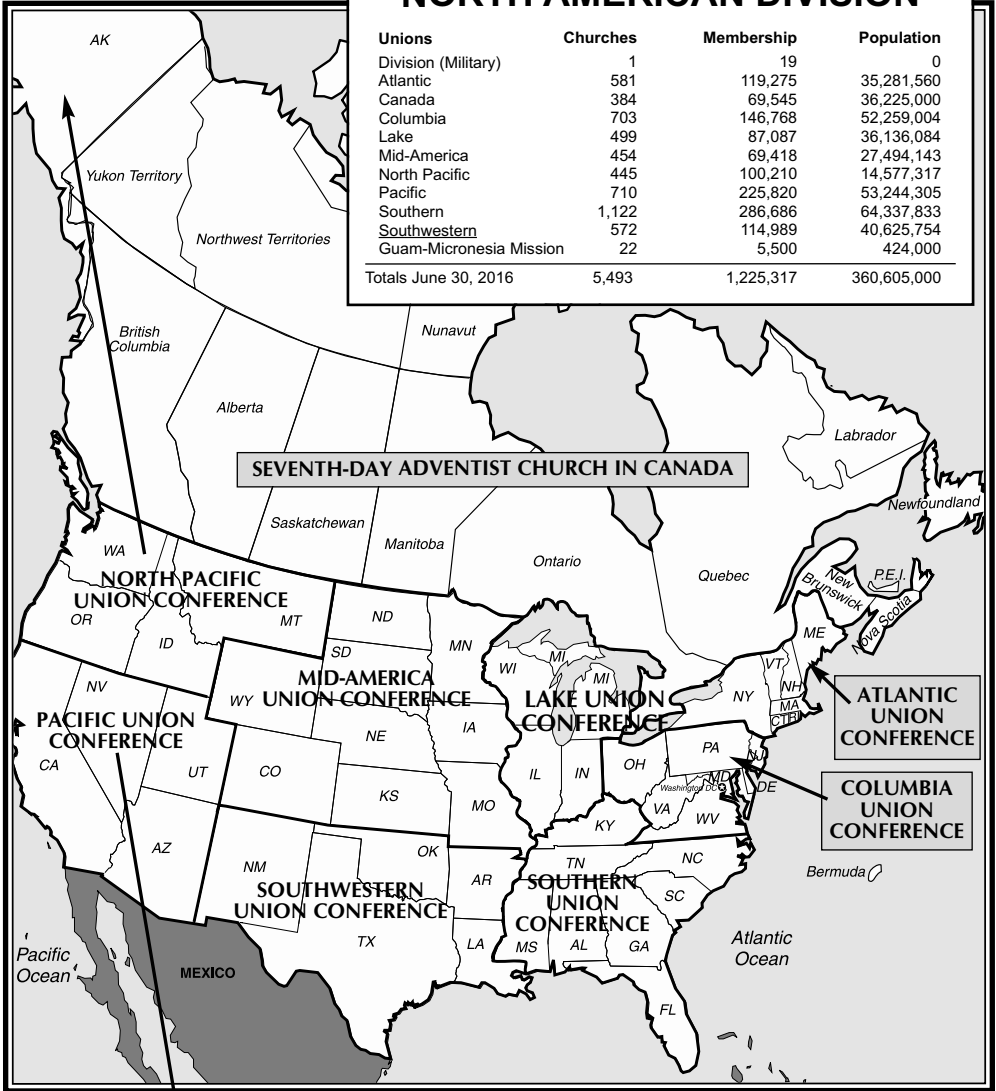 NORTH AMERICAN DIVISION
Unions Churches Membership Population
Division (Military) 1 19 0
Atlantic 581 119,275 35,281,560
Canada 384 69,545 36,225,000
Columbia 703 146,768 52,259,004
Lake 499 87,087 36,136,084
Mid-America 454 69,418 27,494,143
North Pacific 445 100,210 14,577,317
Pacific 710 225,820 53,244,305
Southern 1,122 286,686 64,337,833
Southwestern 572 114,989 40,625,754
Guam-Micronesia Mission 22 5,500 424,000
Totals June 30, 2016 5,493 1,225,317 360,605,000
AK
Yukon Territory
Northwest Territories
Nunavut
British
Columbia
Alberta
Labrador
SEVENTH-DAY ADVENTIST CHURCH IN CANADA
Newfoundland
Saskatchewan
Manitoba
Ontario
Quebec
New
Brunswick
P.E.I.
Nova Scotia
WA
NORTH PACIFIC
UNION CONFERENCE
OR
ID
MT
ND
SD
MN
WI
MI
MI
ME
VT
NH
NY
MA
CT
RI
ATLANTIC
UNION
CONFERENCE
MID-AMERICA
UNION CONFERENCE
WY
NE
IA
LAKE UNION
CONFERENCE
NV
PACIFIC UNION
CONFERENCE
CA
UT
CO
KS
MO
IL
IN
OH
PA
NJ
MD
Washington DC
DE
VA
WV
COLUMBIA
UNION
CONFERENCE
KY
AZ
NM
OK
AR
TN
NC
SC
Bermuda
SOUTHWESTERN
UNION CONFERENCE
SOUTHERN
UNION
CONFERENCE
TX
LA
MS
AL
GA
FL
Pacific
Ocean
MEXICO
Atlantic
Ocean